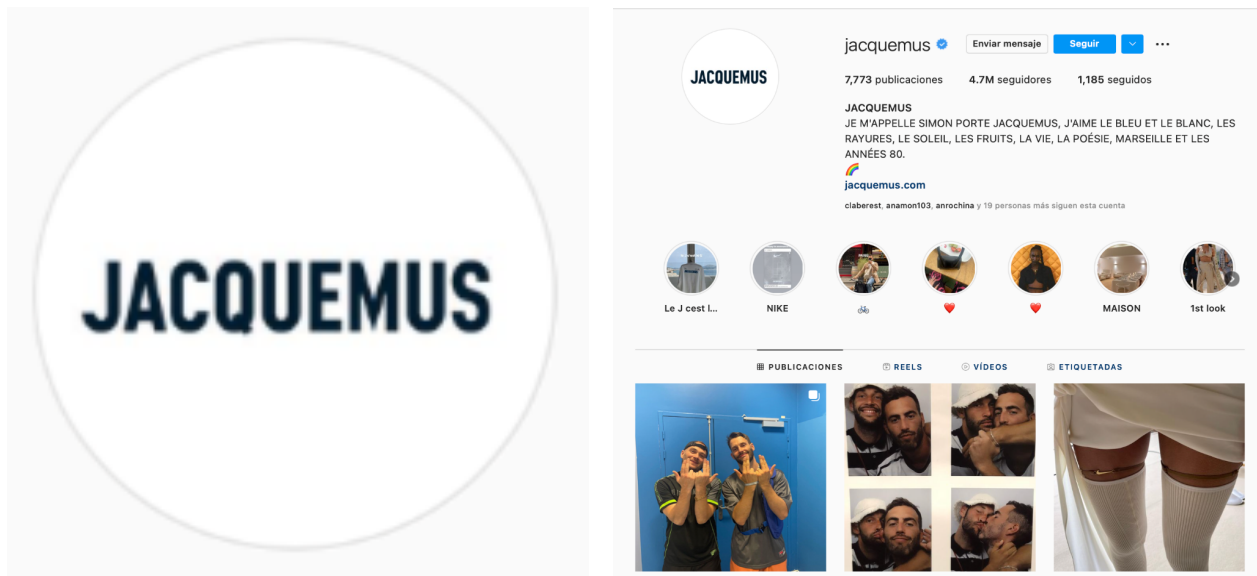 JACQUEMUS
JACQUEMUS
jacquemus
Enviar mensaje
Seguir
7,773 publicaciones 4.7M seguidores 1,185 seguidos
JACQUEMUS
JE M'APPELLE SIMON PORTE JACQUEMUS, J'AIME LE BLEU ET LE BLANC, LES
RAYURES, LE SOLEIL, LES FRUITS, LA VIE, LA POÉSIE, MARSEILLE ET LES
ANNÉES 80.
🌈
jacquemus.com
claberest, anamon103, anrochina y 19 personas más siguen esta cuenta
Le J cest l...
NIKE
🚲
❤️
❤️
MAISON
1st look
PUBLICACIONES
REELS
VÍDEOS
ETIQUETADAS